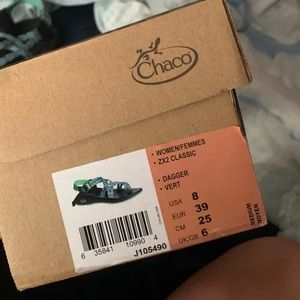 Chaco
• WOMEN/FEMMES
• ZX2 CLASSIC
• DAGGER
• VERT
USA 8
EUR 39
CM 25
UK/GB 6
MEDIUM
MOYEN
6 35841 10990 4
J105490